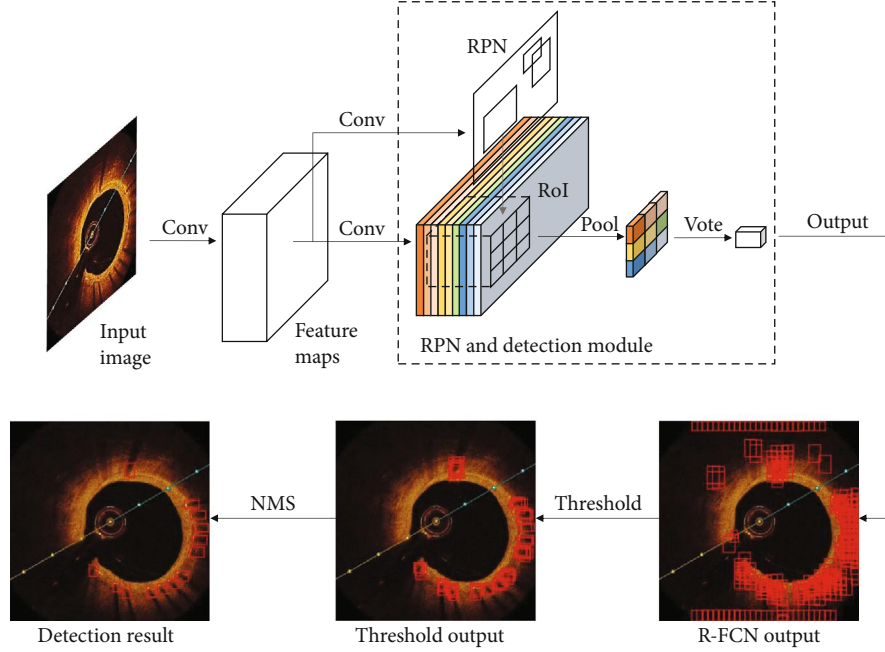 RPN
Conv
RoI
Conv
Conv
Pool
Vote
Output
Input
image
Feature
maps
RPN and detection module
NMS
Threshold
Detection result
Threshold output
R-FCN output